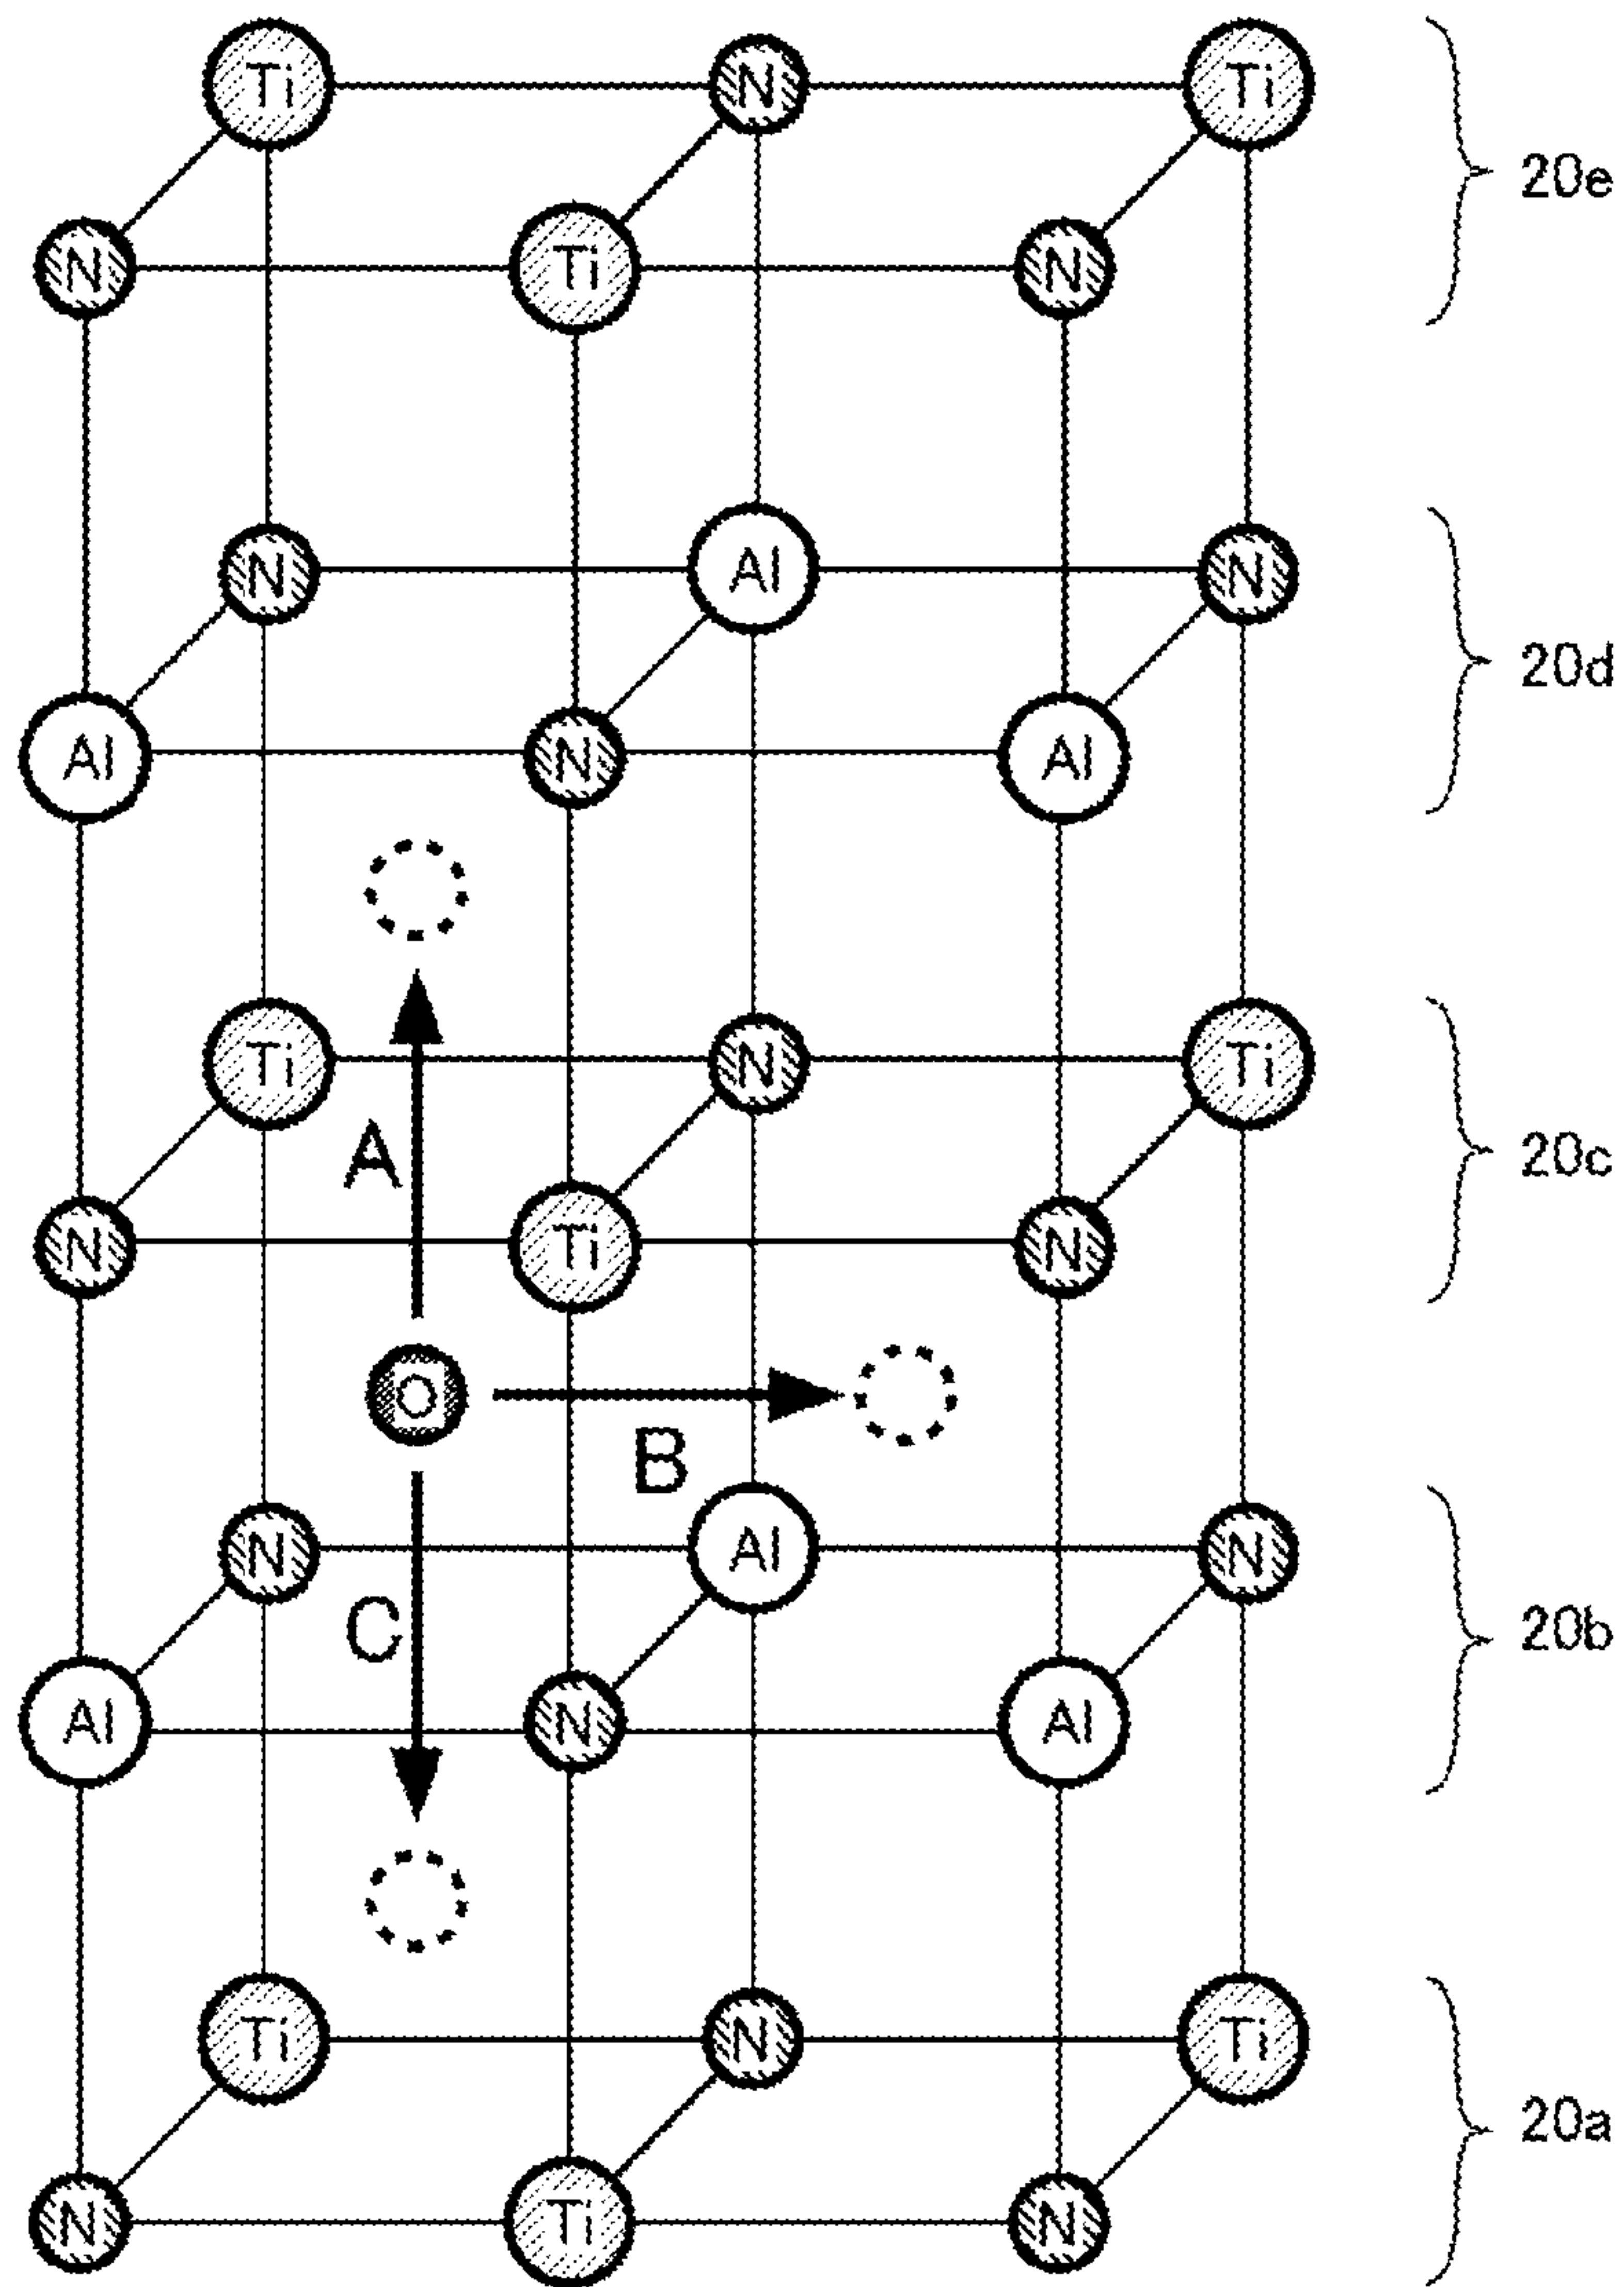 Ti N Ti
20e
N Ti N
N Al N
20d
Al N Al
Ti N Ti
A
20c
N Ti N
O
B
N Al N
C
20b
Al N Al
Ti N Ti
20a
N Ti N